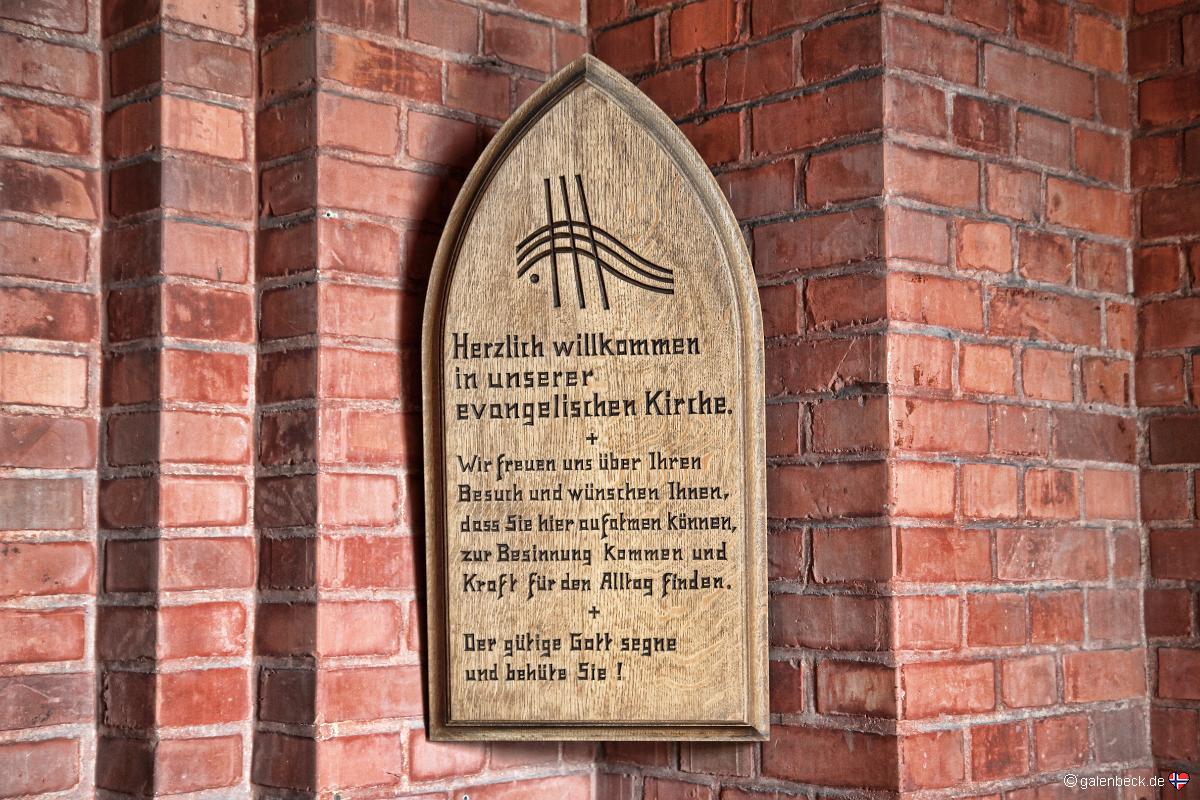 Herzlich willkommen
in unserer
evangelischen Kirche.
+
Wir freuen uns über Ihren
Besuch und wünschen Ihnen,
dass Sie hier aufatmen können,
zur Besinnung kommen und
Kraft für den Alltag finden.
+
Der gütige Gott segne
und behüte Sie !
© galenbeck.de